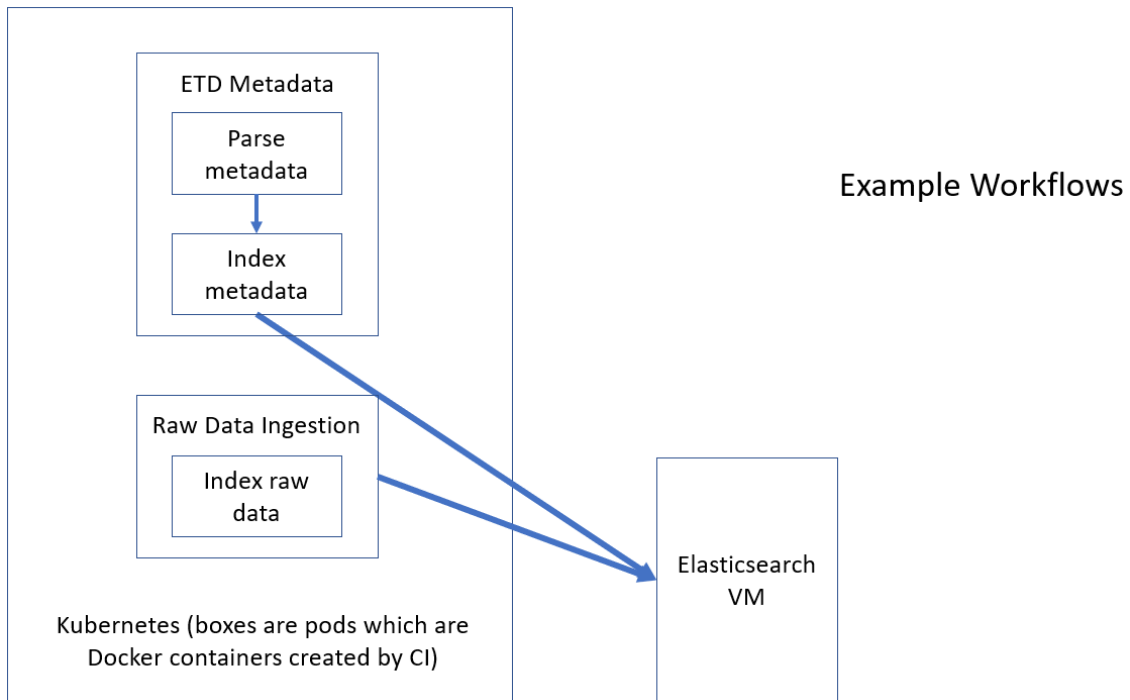 ETD Metadata
Parse
metadata
Index
metadata
Example Workflows
Raw Data Ingestion
Index raw
data
Elasticsearch
VM
Kubernetes (boxes are pods which are
Docker containers created by CI)